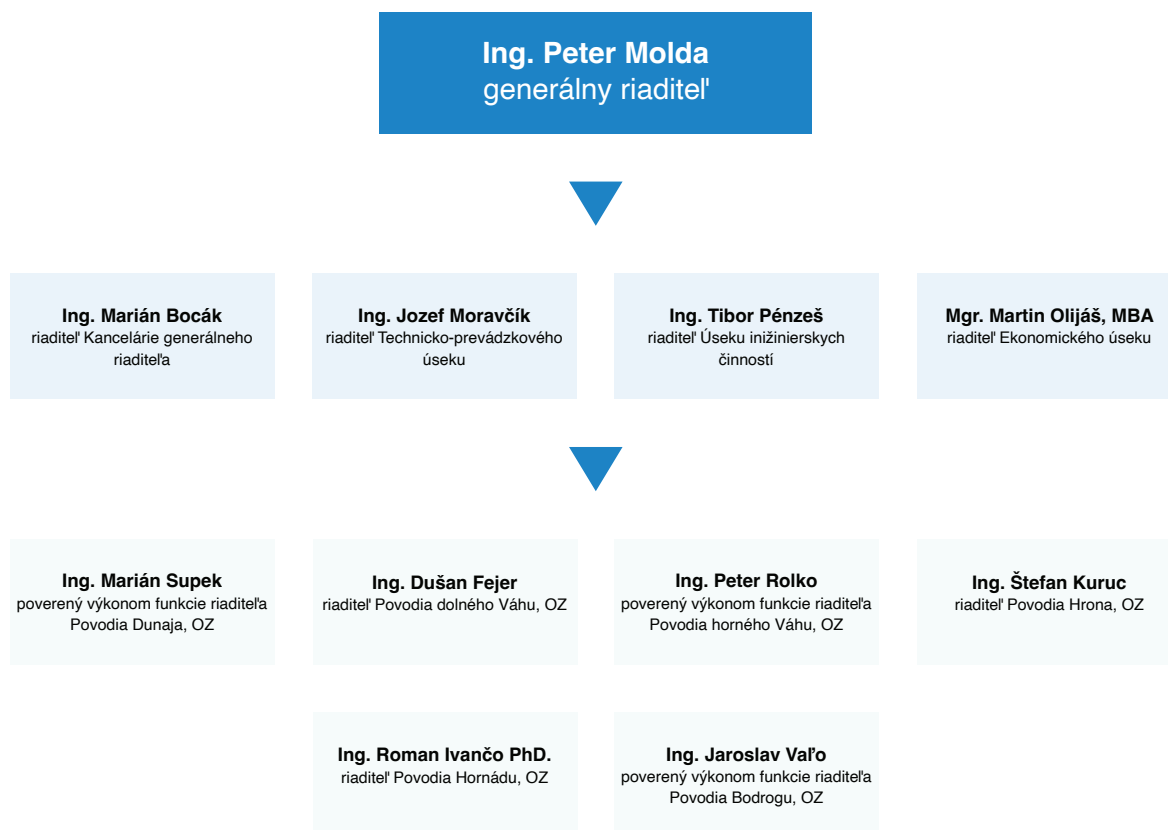 Ing. Peter Molda
generálny riaditeľ
Ing. Marián Bocák
riaditeľ Kancelárie generálneho
riaditeľa
Ing. Jozef Moravčík
riaditeľ Technicko-prevádzkového
úseku
Ing. Tibor Pénzeš
riaditeľ Úseku inižinierskych
činností
Mgr. Martin Olijáš, MBA
riaditeľ Ekonomického úseku
Ing. Marián Supek
poverený výkonom funkcie riaditeľa
Povodia Dunaja, OZ
Ing. Dušan Fejer
riaditeľ Povodia dolného Váhu, OZ
Ing. Peter Rolko
poverený výkonom funkcie riaditeľa
Povodia horného Váhu, OZ
Ing. Štefan Kuruc
riaditeľ Povodia Hrona, OZ
Ing. Roman Ivančo PhD.
riaditeľ Povodia Hornádu, OZ
Ing. Jaroslav Vaľo
poverený výkonom funkcie riaditeľa
Povodia Bodrogu, OZ